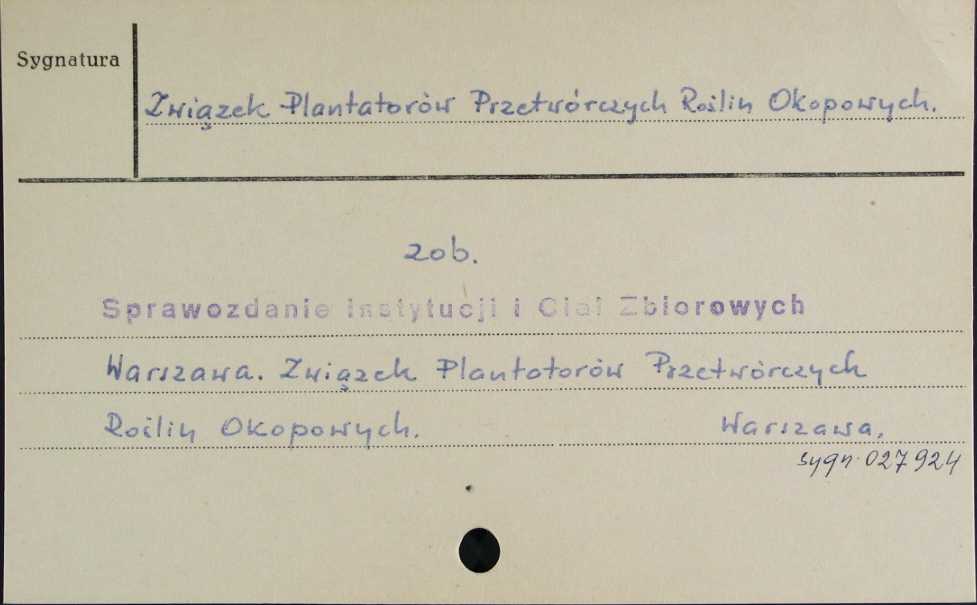 Sygnatura
Związek Plantatorów Przetwórczych Roślin Okopowych.
zob.
Sprawozdanie Instytucji i Ciał Zbiorowych
Warszawa. Związek Plantatorów Przetwórczych
Roślin Okopowych. Warszawa,
sygn. 027924